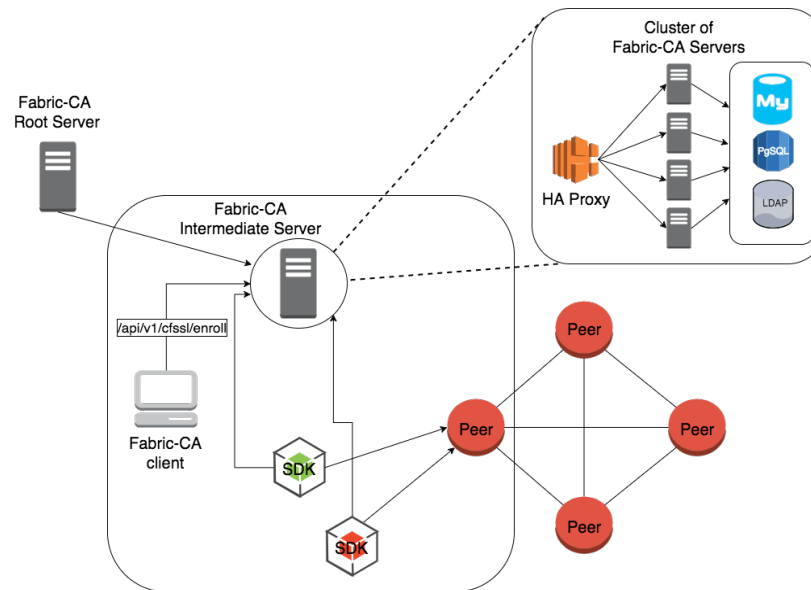 Cluster of
Fabric-CA Servers
My
PgSQL
LDAP
HA Proxy
Fabric-CA
Root Server
Fabric-CA
Intermediate Server
/api/v1/cfssl/enroll
Fabric-CA
client
SDK
SDK
Peer
Peer
Peer
Peer